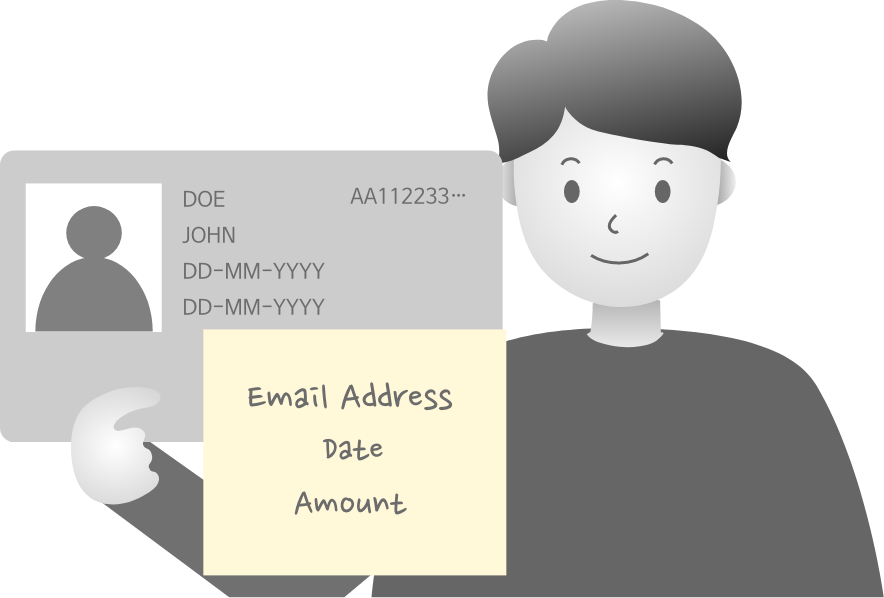 DOE
AA112233…
JOHN
DD-MM-YYYY
DD-MM-YYYY
Email Address
Date
Amount